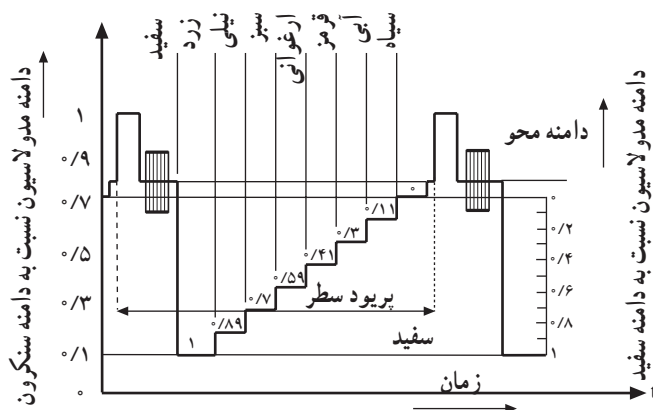 سفید
زرد
نیلی
سبز
ارغوانی
قرمز
آبی
سیاه
دامنه مدولاسیون نسبت به دامنه سنکرون
۱
۰/۹
۰/۷
۰/۵
۰/۳
۰/۱
۰
دامنه محو
۰
۰/۱۱
۰/۳
۰/۴۱
۰/۵۹
۰/۷
۰/۸۹
۱
پریود سطر
سفید
زمان
t
۰
۰/۲
۰/۴
۰/۶
۰/۸
۱
دامنه مدولاسیون نسبت به دامنه سفید